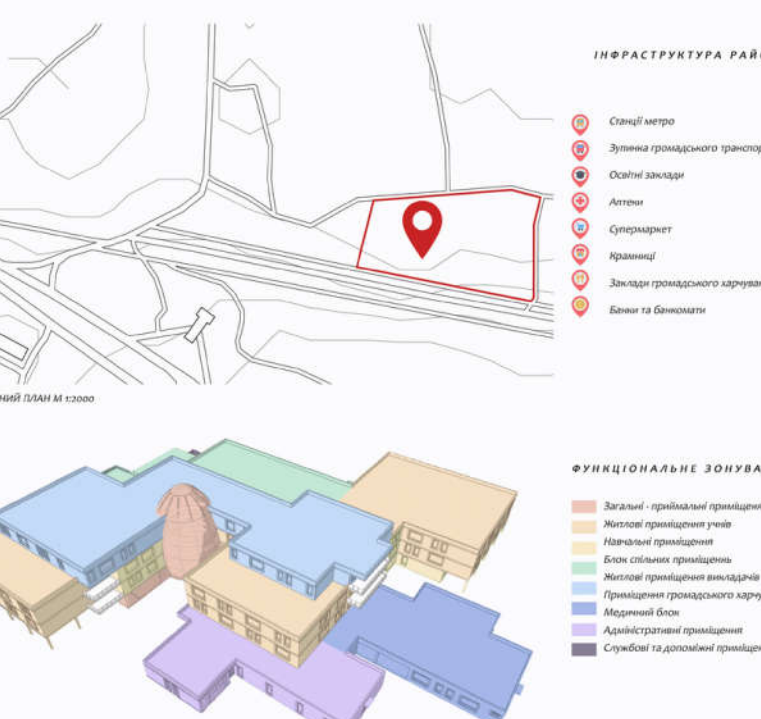 ІНФРАСТРУКТУРА РАЙО
Станції метро
Зупинка громадського транспор
Освітні заклади
Аптеки
Супермаркет
Крамниці
Заклади громадського харчуван
Банки та банкомати
НИЙ ПЛАН М 1:2000
ФУНКЦІОНАЛЬНЕ ЗОНУВА
Загальні - приймальні приміщенн
Житлові приміщення учнів
Навчальні приміщення
Блок спільних приміщеннь
Житлові приміщення викладачів
Приміщення громадського харчу
Медичний блок
Адміністративні приміщення
Службові та допоміжні приміщен